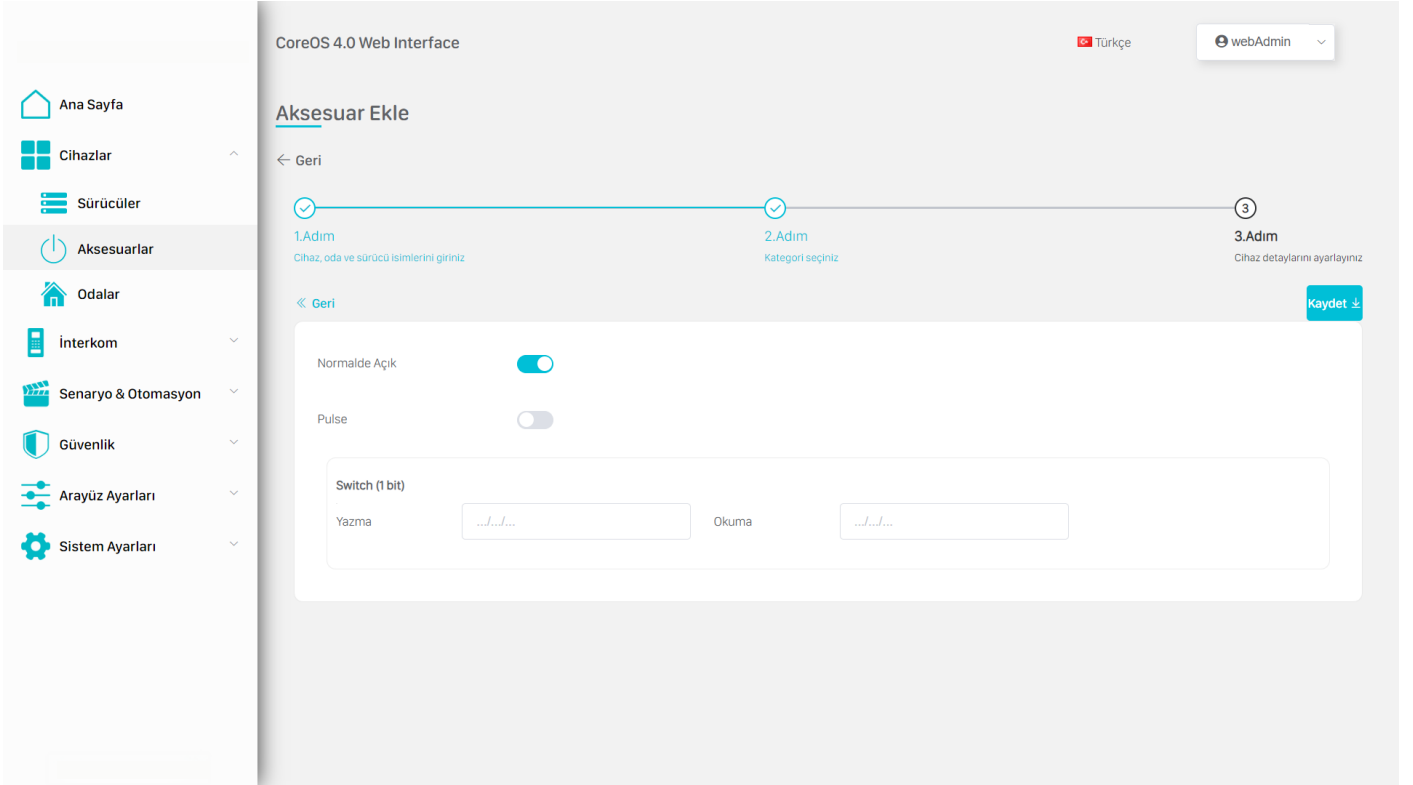 CoreOS 4.0 Web Interface
Türkçe
webAdmin
Ana Sayfa
Cihazlar
Sürücüler
Aksesuarlar
Odalar
İnterkom
Senaryo & Otomasyon
Güvenlik
Arayüz Ayarları
Sistem Ayarları
Aksesuar Ekle
Geri
3
1.Adım
2.Adım
3.Adım
Cihaz, oda ve sürücü isimlerini giriniz
Kategori seçiniz
Cihaz detaylarını ayarlayınız
Geri
Kaydet
Normalde Açık
Pulse
Switch (1 bit)
Yazma .../.../... Okuma .../.../...